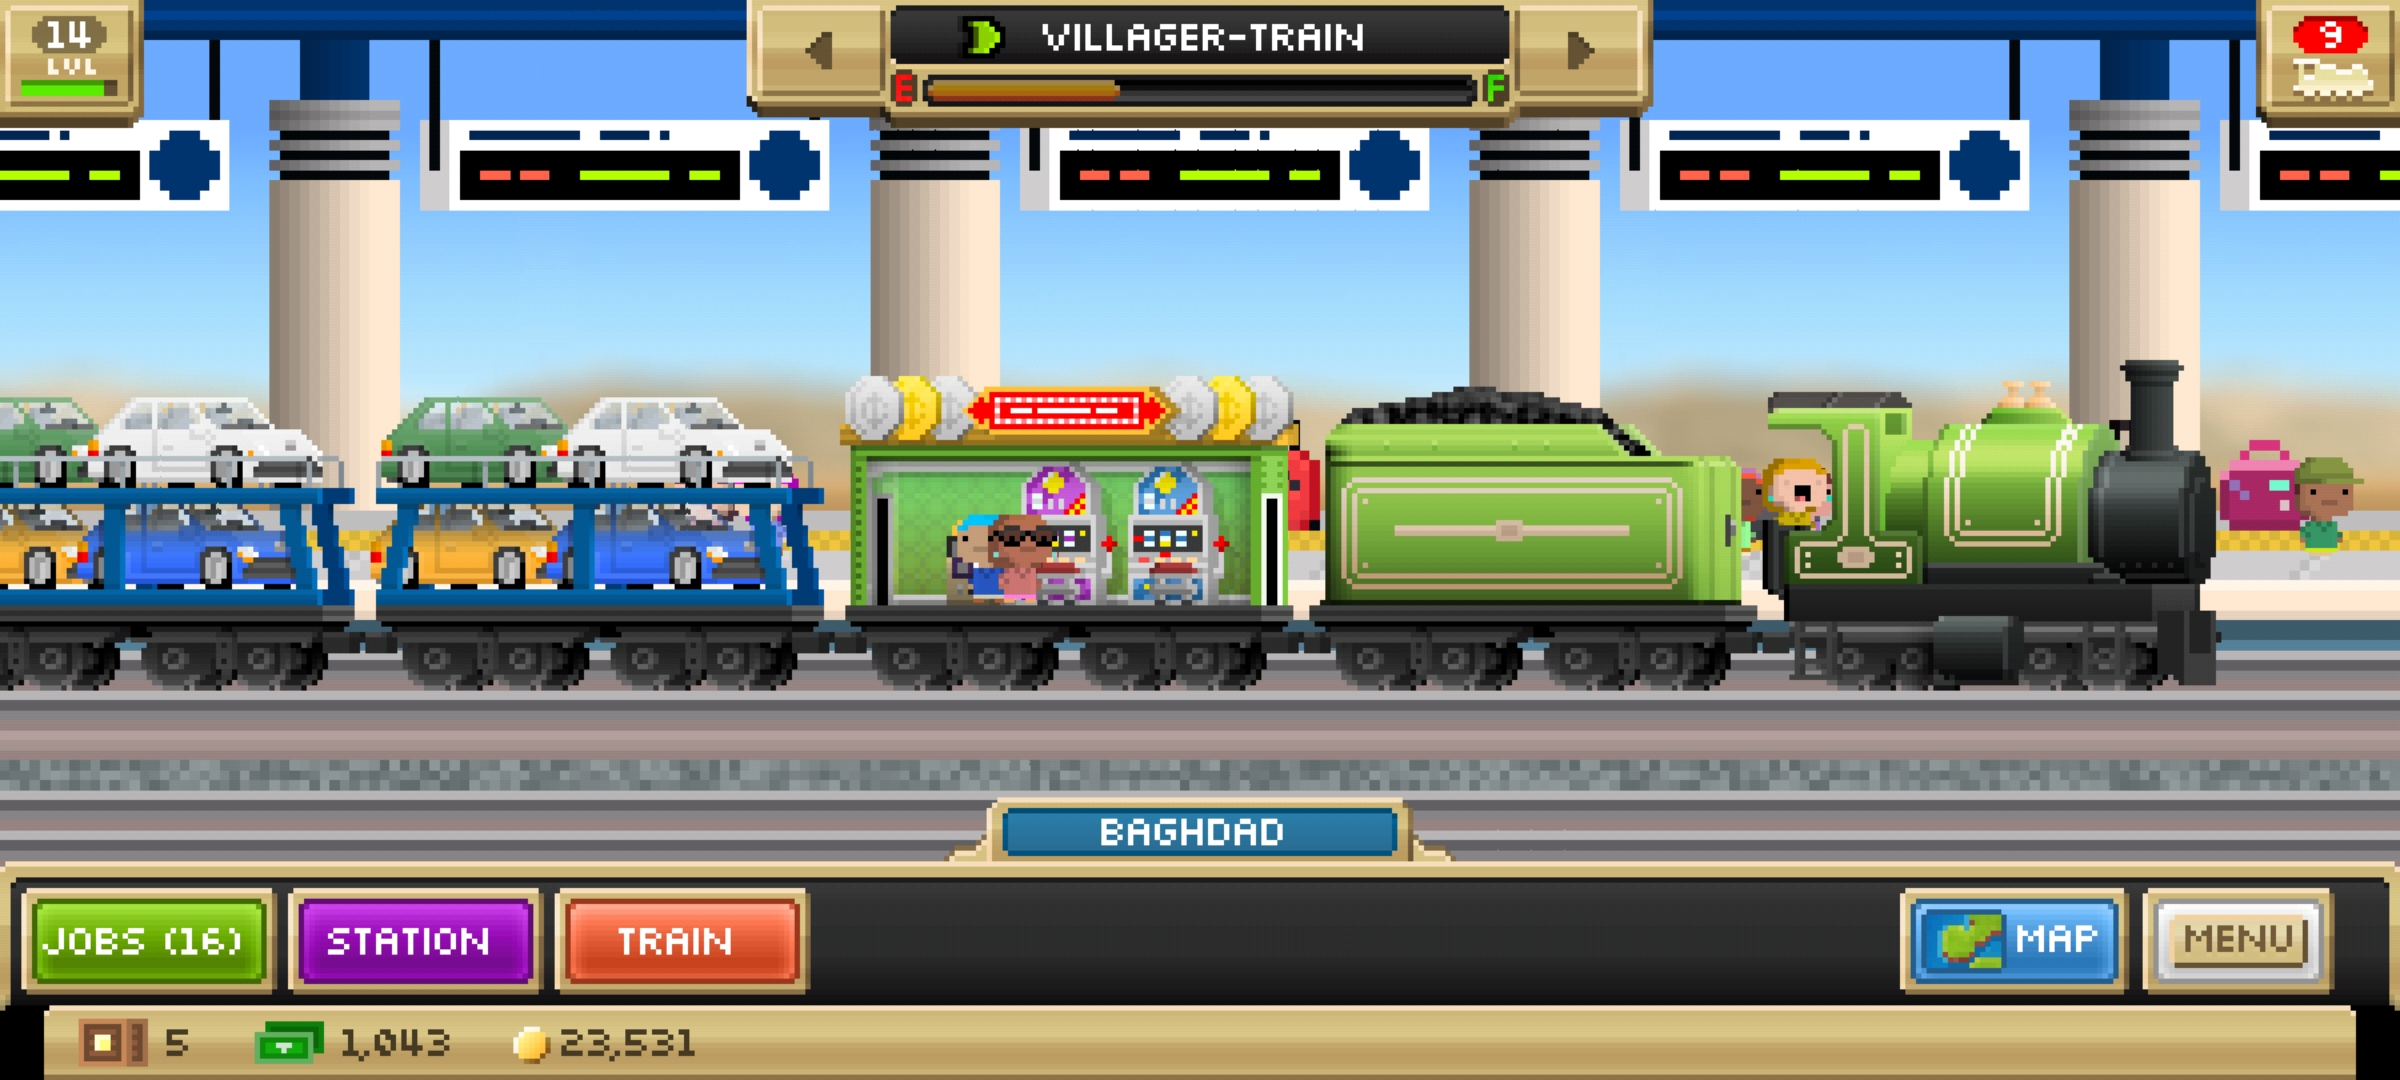 14
LVL
VILLAGER-TRAIN
E F
9
BAGHDAD
JOBS (16)
STATION
TRAIN
MAP
MENU
5
1,043
23,531